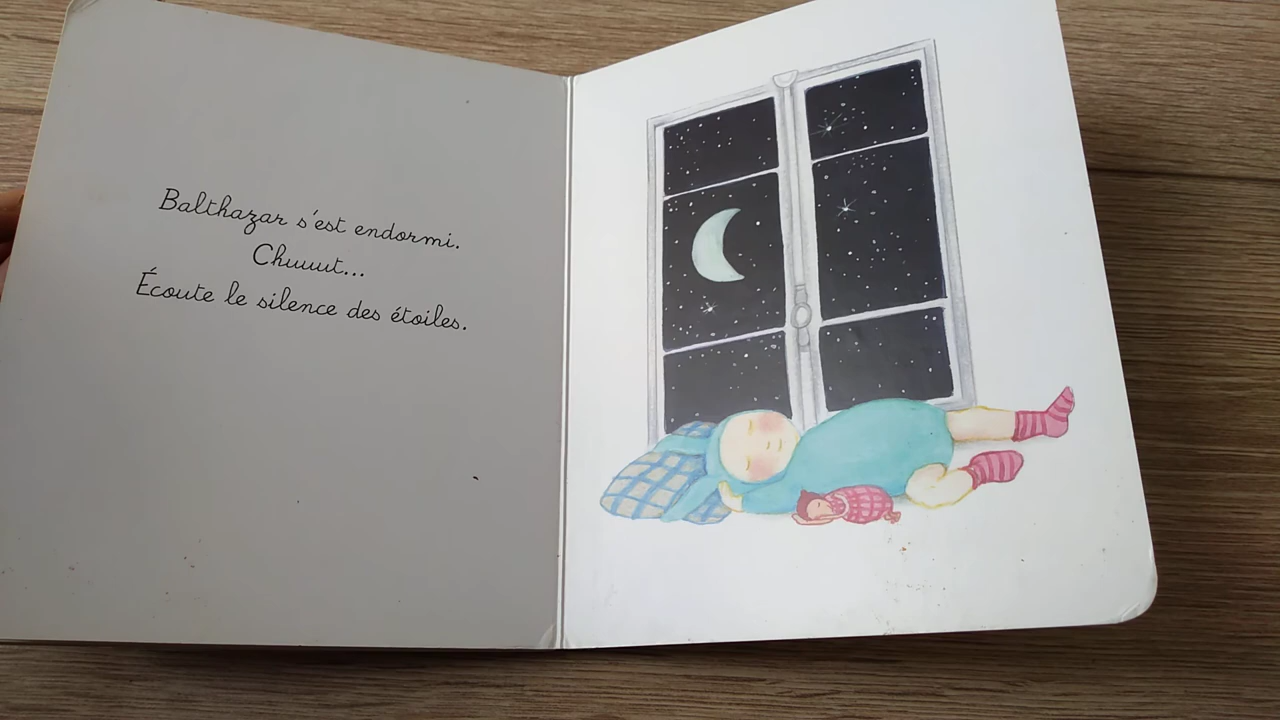 Balthazar s'est endormi.
Chuuut...
Écoute le silence des étoiles.